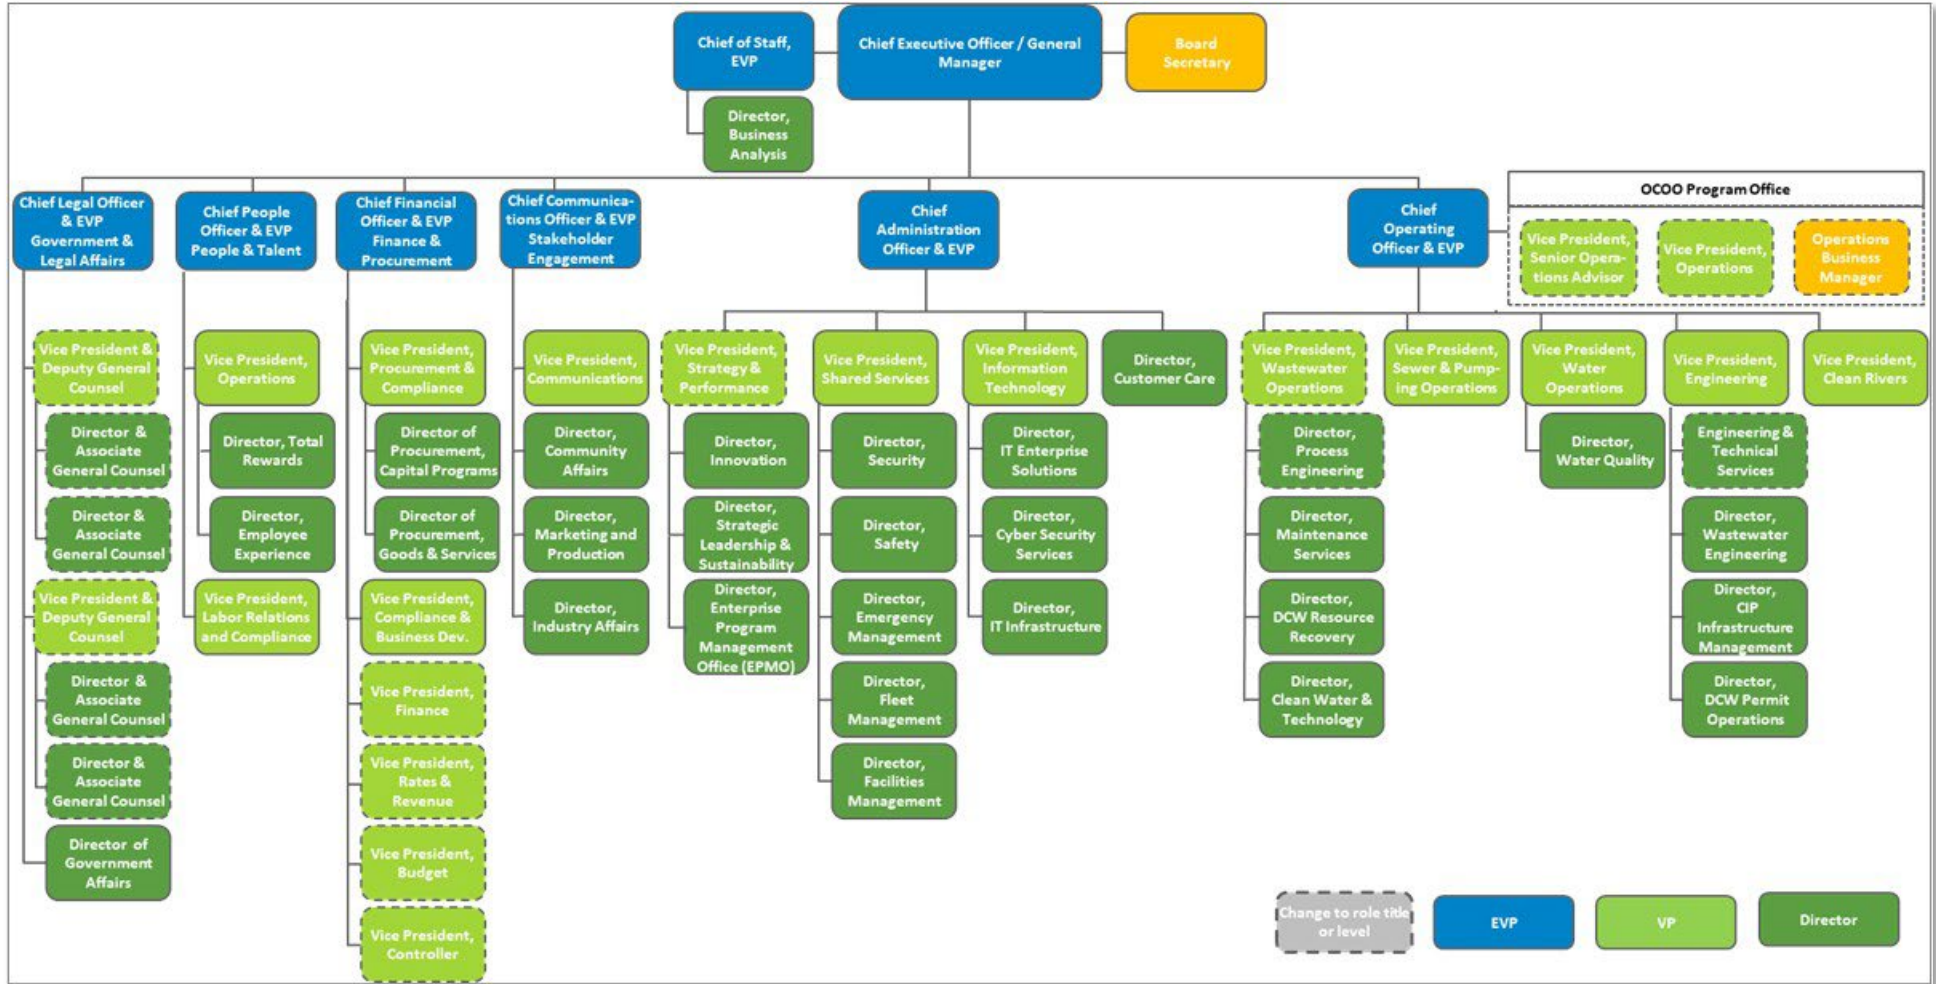 Chief of Staff,
EVP
Chief Executive Officer / General
Manager
Board
Secretary
Director,
Business
Analysis
Chief Legal Officer
& EVP
Government &
Legal Affairs
Chief People
Officer & EVP
People & Talent
Chief Financial
Officer & EVP
Finance &
Procurement
Chief Communica-
tions Officer & EVP
Stakeholder
Engagement
Chief
Administration
Officer & EVP
Chief
Operating
Officer & EVP
OCOO Program Office
Vice President,
Senior Opera-
tions Advisor
Vice President,
Operations
Operations
Business
Manager
Vice President &
Deputy General
Counsel
Director &
Associate
General Counsel
Director &
Associate
General Counsel
Vice President &
Deputy General
Counsel
Director &
Associate
General Counsel
Director &
Associate
General Counsel
Director of
Government
Affairs
Vice President,
Operations
Director, Total
Rewards
Director,
Employee
Experience
Vice President,
Labor Relations
and Compliance
Vice President,
Procurement &
Compliance
Director of
Procurement,
Capital Programs
Director of
Procurement,
Goods & Services
Vice President,
Compliance &
Business Dev.
Vice President,
Finance
Vice President,
Rates &
Revenue
Vice President,
Budget
Vice President,
Controller
Vice President,
Communications
Director,
Community
Affairs
Director,
Marketing and
Production
Director,
Industry Affairs
Vice President,
Strategy &
Performance
Director,
Innovation
Director,
Strategic
Leadership &
Sustainability
Director,
Enterprise
Program
Management
Office (EPMO)
Vice President,
Shared Services
Director,
Security
Director,
Safety
Director,
Emergency
Management
Director,
Fleet
Management
Director,
Facilities
Management
Vice President,
Information
Technology
Director,
IT Enterprise
Solutions
Director,
Cyber Security
Services
Director,
IT Infrastructure
Director,
Customer Care
Vice President,
Wastewater
Operations
Director,
Process
Engineering
Director,
Maintenance
Services
Director,
DCW Resource
Recovery
Director,
Clean Water &
Technology
Vice President,
Sewer & Pump-
ing Operations
Vice President,
Water
Operations
Director,
Water Quality
Vice President,
Engineering
Engineering &
Technical
Services
Director,
Wastewater
Engineering
Director,
CIP
Infrastructure
Management
Director,
DCW Permit
Operations
Vice President,
Clean Rivers
Change to role title
or level
EVP
VP
Director